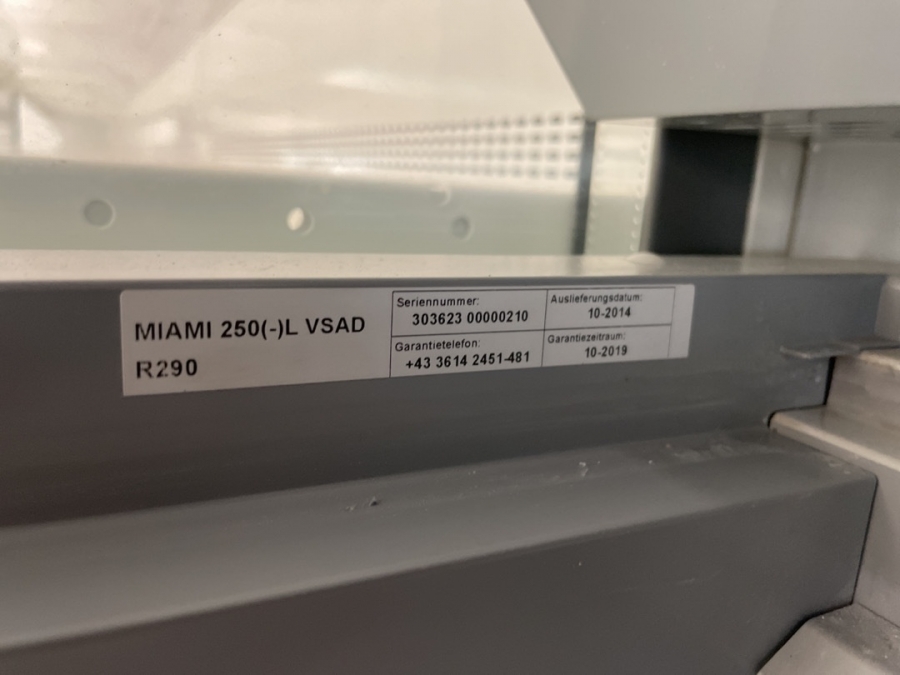 MIAMI 250(-)L VSAD
R290
Seriennummer:
303623 00000210
Auslieferungsdatum:
10-2014
Garantietelefon:
+43 3614 2451-481
Garantiezeitraum:
10-2019